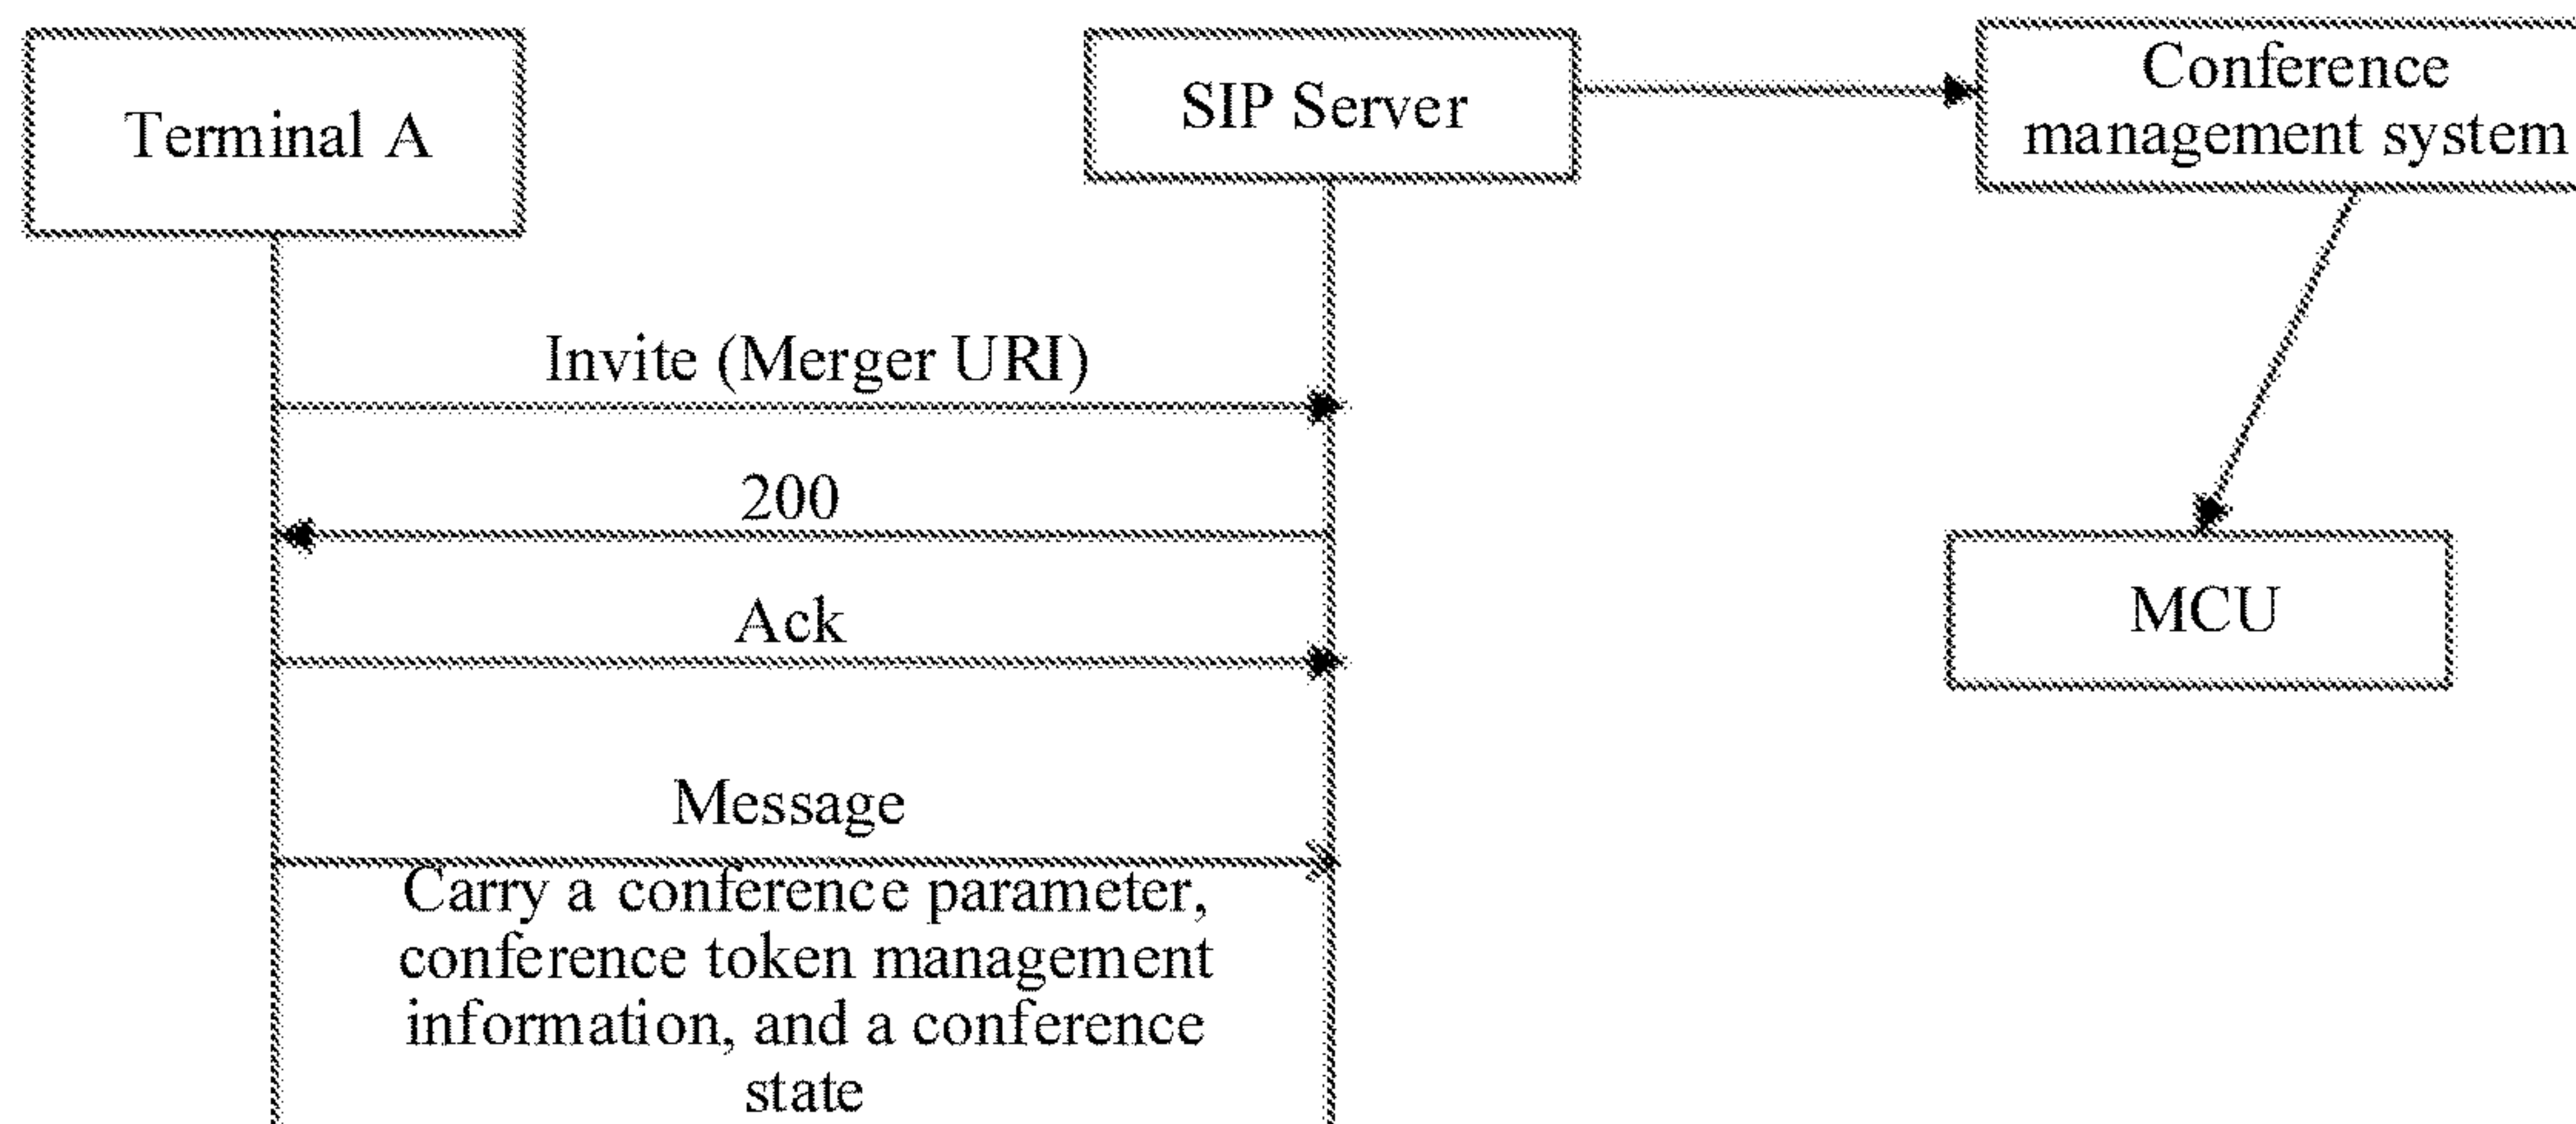 Terminal A
SIP Server
Conference
management system
Invite (Merger URI)
200
Ack
MCU
Message
Carry a conference parameter,
conference token management
information, and a conference
state